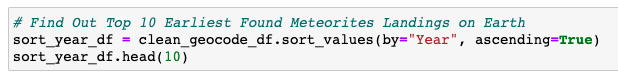 # Find Out Top 10 Earliest Found Meteorites Landings on Earth
sort_year_df = clean_geocode_df.sort_values(by="Year", ascending=True)
sort_year_df.head(10)